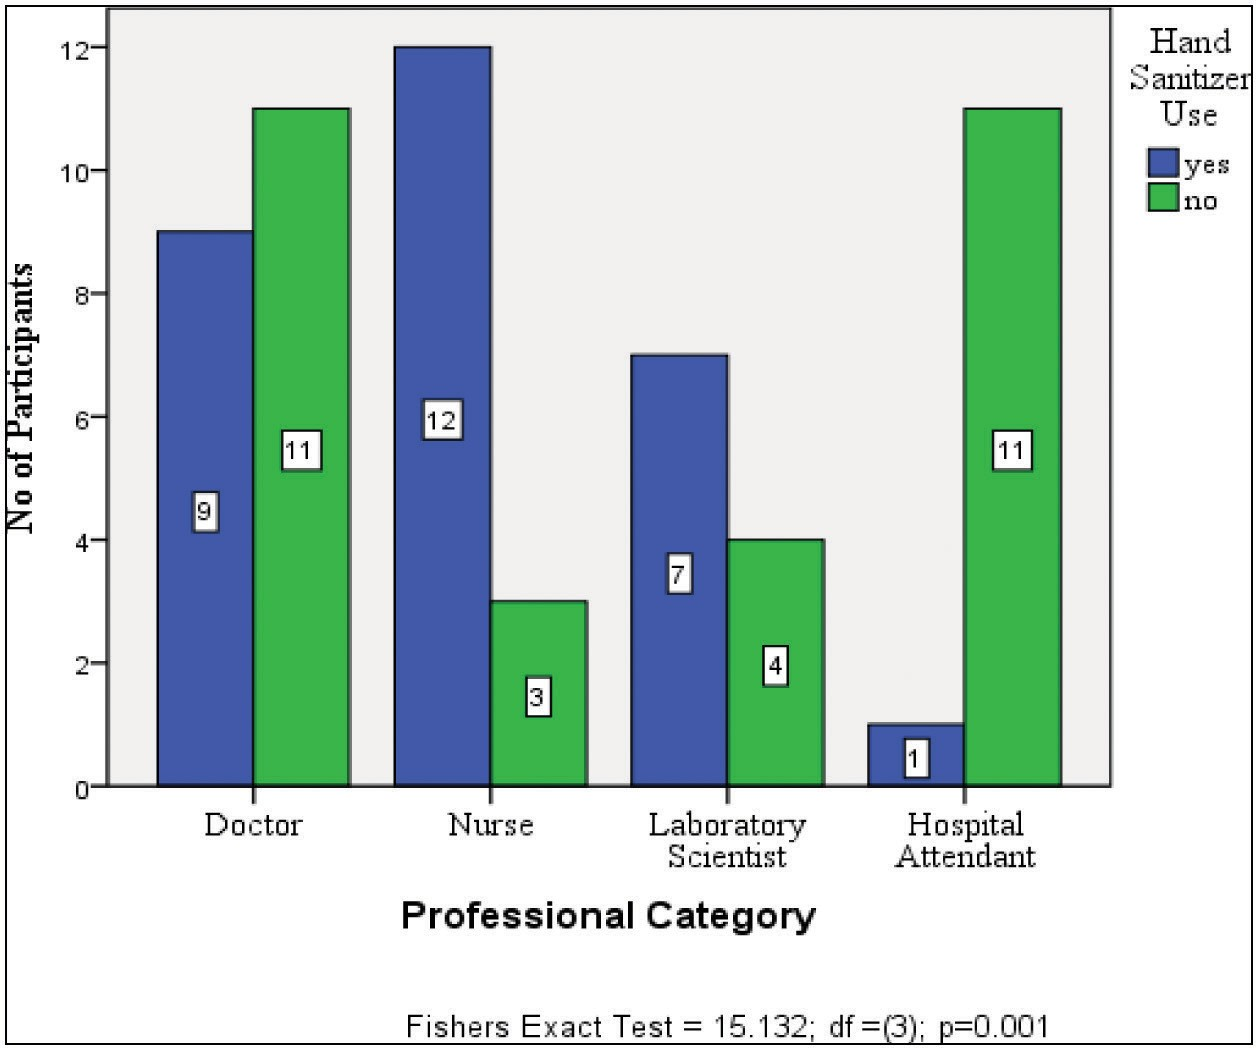 Hand
Sanitizer
Use
yes
no
No of Participants
12
10
8
6
4
2
0
9
11
12
3
7
4
1
11
Doctor
Nurse
Laboratory
Scientist
Hospital
Attendant
Professional Category
Fishers Exact Test = 15.132; df =(3); p=0.001